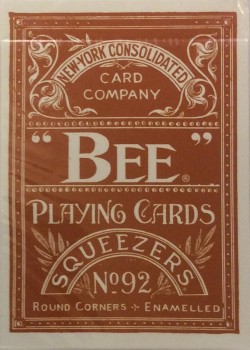 NEW-YORK CONSOLIDATED
CARD
COMPANY
"BEE"®
PLAYING CARDS
SQUEEZERS
No92
ROUND CORNERS ÷ ENAMELLED